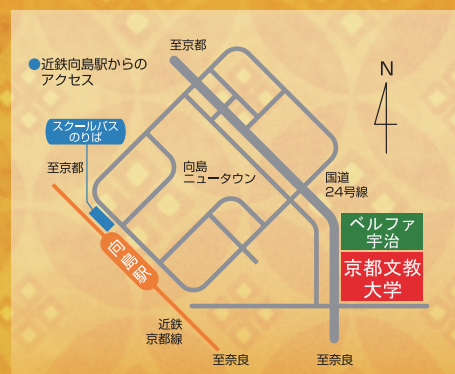 至京都
●近鉄向島駅からの
アクセス
N
スクールバス
のりば
至京都
向島
ニュータウン
国道
24号線
ベルファ
宇治
京都文教
大学
向島駅
近鉄
京都線
至奈良
至奈良